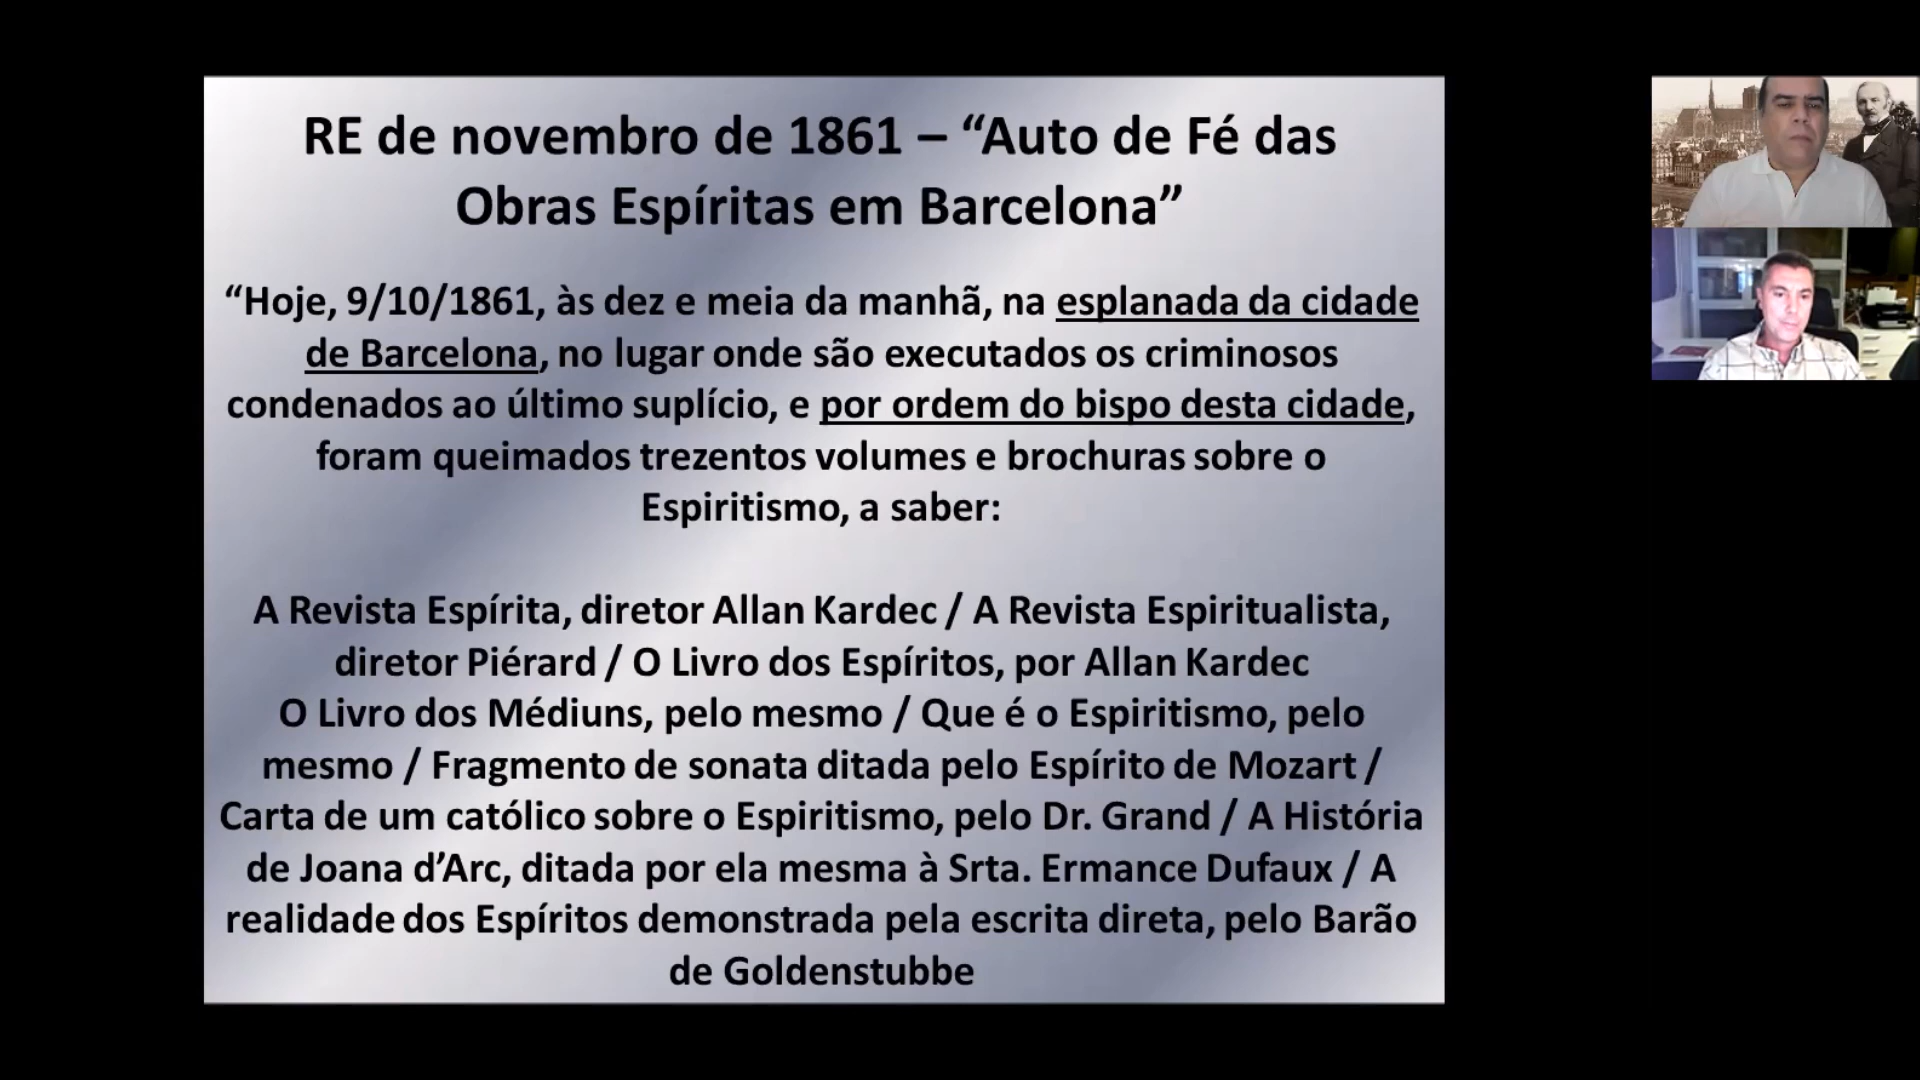 RE de novembro de 1861 – “Auto de Fé das
Obras Espíritas em Barcelona”
“Hoje, 9/10/1861, às dez e meia da manhã, na esplanada da cidade
de Barcelona, no lugar onde são executados os criminosos
condenados ao último suplício, e por ordem do bispo desta cidade,
foram queimados trezentos volumes e brochuras sobre o
Espiritismo, a saber:
A Revista Espírita, diretor Allan Kardec / A Revista Espiritualista,
diretor Piérard / O Livro dos Espíritos, por Allan Kardec
O Livro dos Médiuns, pelo mesmo / Que é o Espiritismo, pelo
mesmo / Fragmento de sonata ditada pelo Espírito de Mozart /
Carta de um católico sobre o Espiritismo, pelo Dr. Grand / A História
de Joana d’Arc, ditada por ela mesma à Srta. Ermance Dufaux / A
realidade dos Espíritos demonstrada pela escrita direta, pelo Barão
de Goldenstubbe